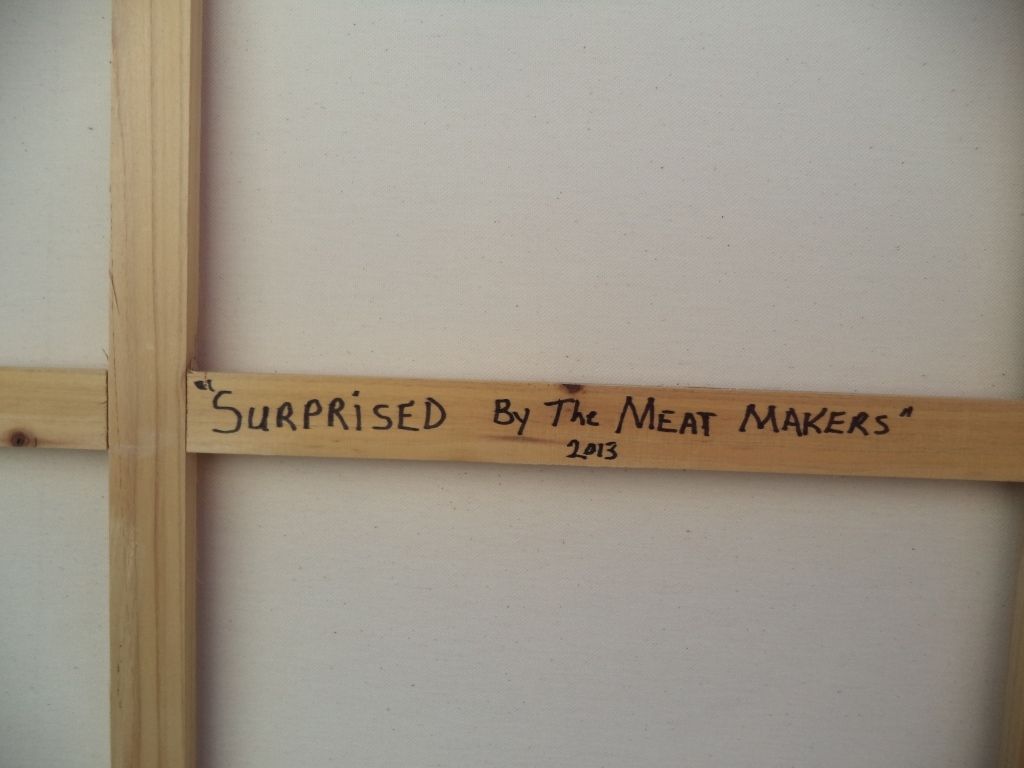 "SURPRiSED By The MEAT MAKERS"
2013